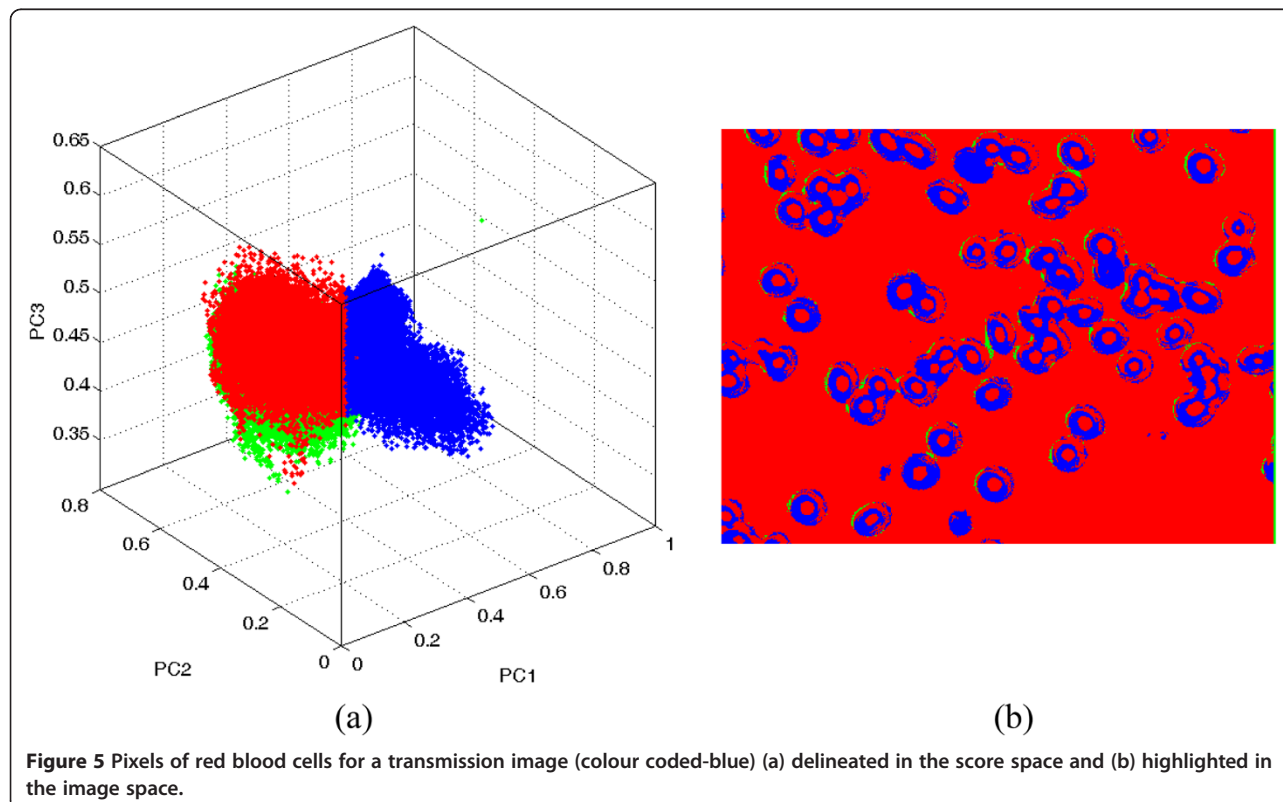 0.65
0.6
0.55
0.5
0.45
0.4
0.35
PC3
0.8
0.6
0.4
0.2
0
PC2
0
0.2
0.4
0.6
0.8
1
PC1
(a)
(b)
Figure 5 Pixels of red blood cells for a transmission image (colour coded-blue) (a) delineated in the score space and (b) highlighted in
the image space.